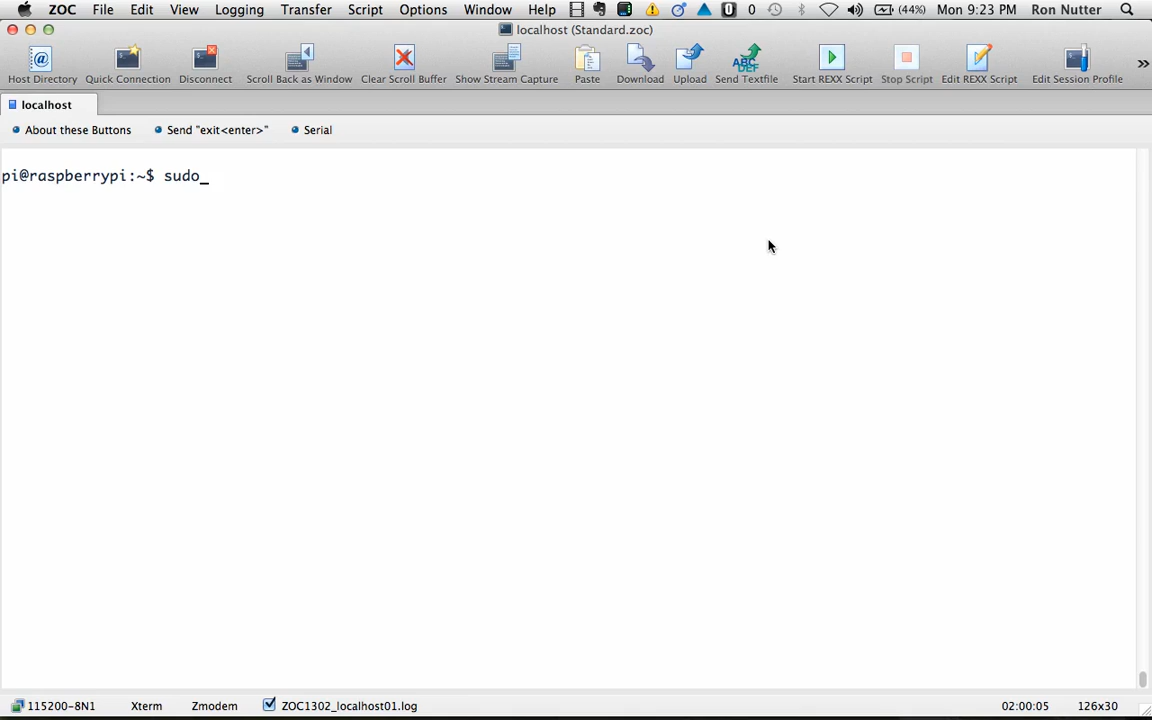 ZOC File Edit View Logging Transfer Script Options Window Help 0 (44%) Mon 9:23 PM Ron Nutter
localhost (Standard.zoc)
Host Directory Quick Connection Disconnect Scroll Back as Window Clear Scroll Buffer Show Stream Capture Paste Download Upload Send Textfile Start REXX Script Stop Script Edit REXX Script Edit Session Profile »
localhost
About these Buttons Send "exit<enter>" Serial
pi@raspberrypi:~$ sudo_
115200-8N1 Xterm Zmodem ZOC1302_localhost01.log 02:00:05 126x30